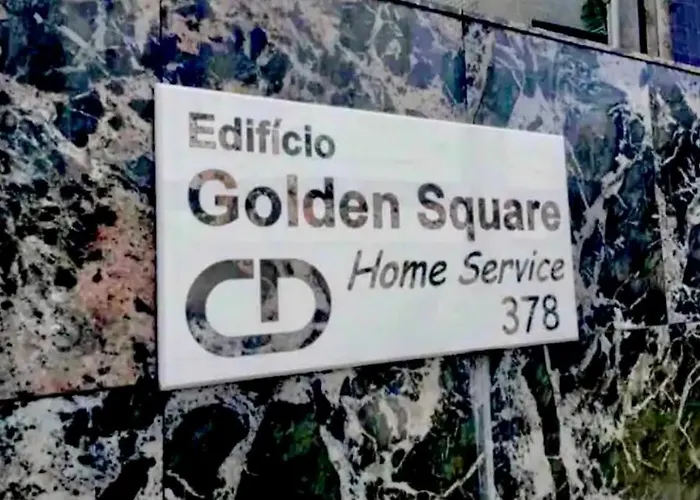 Edifício
Golden Square
Home Service
378